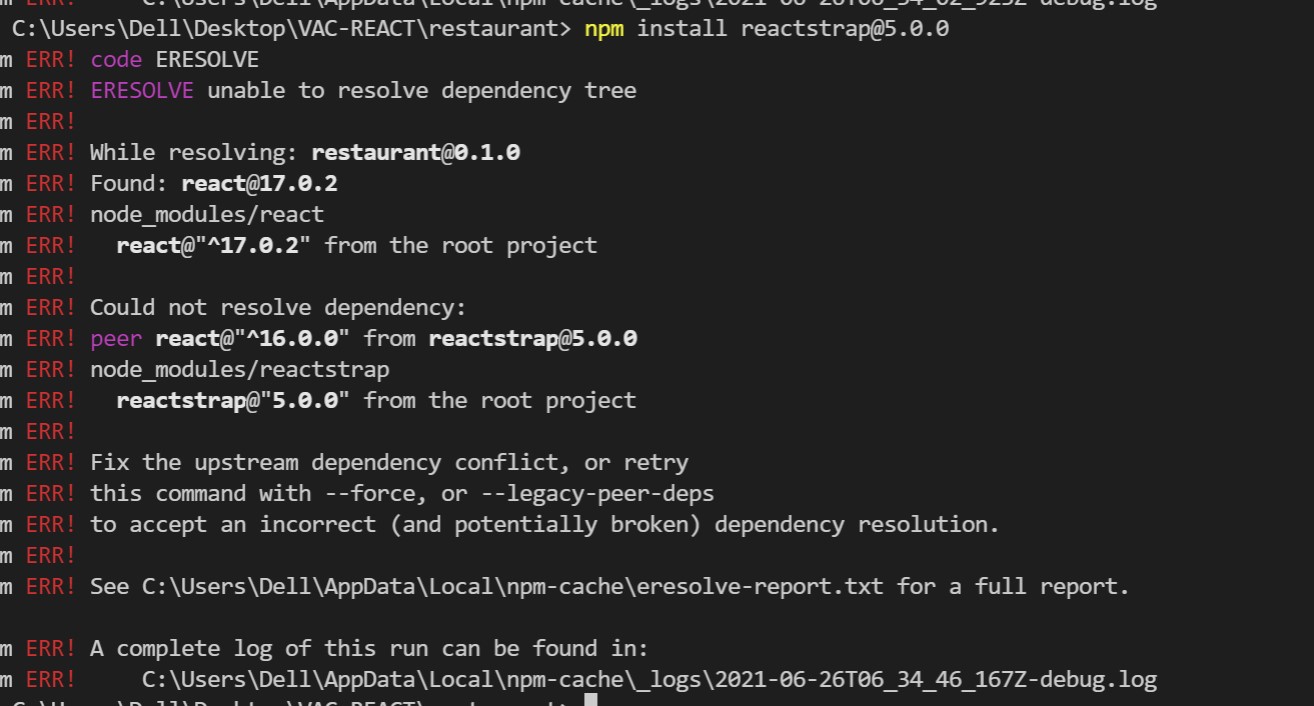 m ERR!     C:\Users\Dell\AppData\Local\npm-cache\_logs\2021-06-26T06_34_02_925Z-debug.log
C:\Users\Dell\Desktop\VAC-REACT\restaurant> npm install reactstrap@5.0.0
m ERR! code ERESOLVE
m ERR! ERESOLVE unable to resolve dependency tree
m ERR!
m ERR! While resolving: restaurant@0.1.0
m ERR! Found: react@17.0.2
m ERR! node_modules/react
m ERR!   react@"^17.0.2" from the root project
m ERR!
m ERR! Could not resolve dependency:
m ERR! peer react@"^16.0.0" from reactstrap@5.0.0
m ERR! node_modules/reactstrap
m ERR!   reactstrap@"5.0.0" from the root project
m ERR!
m ERR! Fix the upstream dependency conflict, or retry
m ERR! this command with --force, or --legacy-peer-deps
m ERR! to accept an incorrect (and potentially broken) dependency resolution.
m ERR!
m ERR! See C:\Users\Dell\AppData\Local\npm-cache\eresolve-report.txt for a full report.
m ERR! A complete log of this run can be found in:
m ERR!     C:\Users\Dell\AppData\Local\npm-cache\_logs\2021-06-26T06_34_46_167Z-debug.log
C:\Users\Dell\Desktop\VAC-REACT\restaurant>